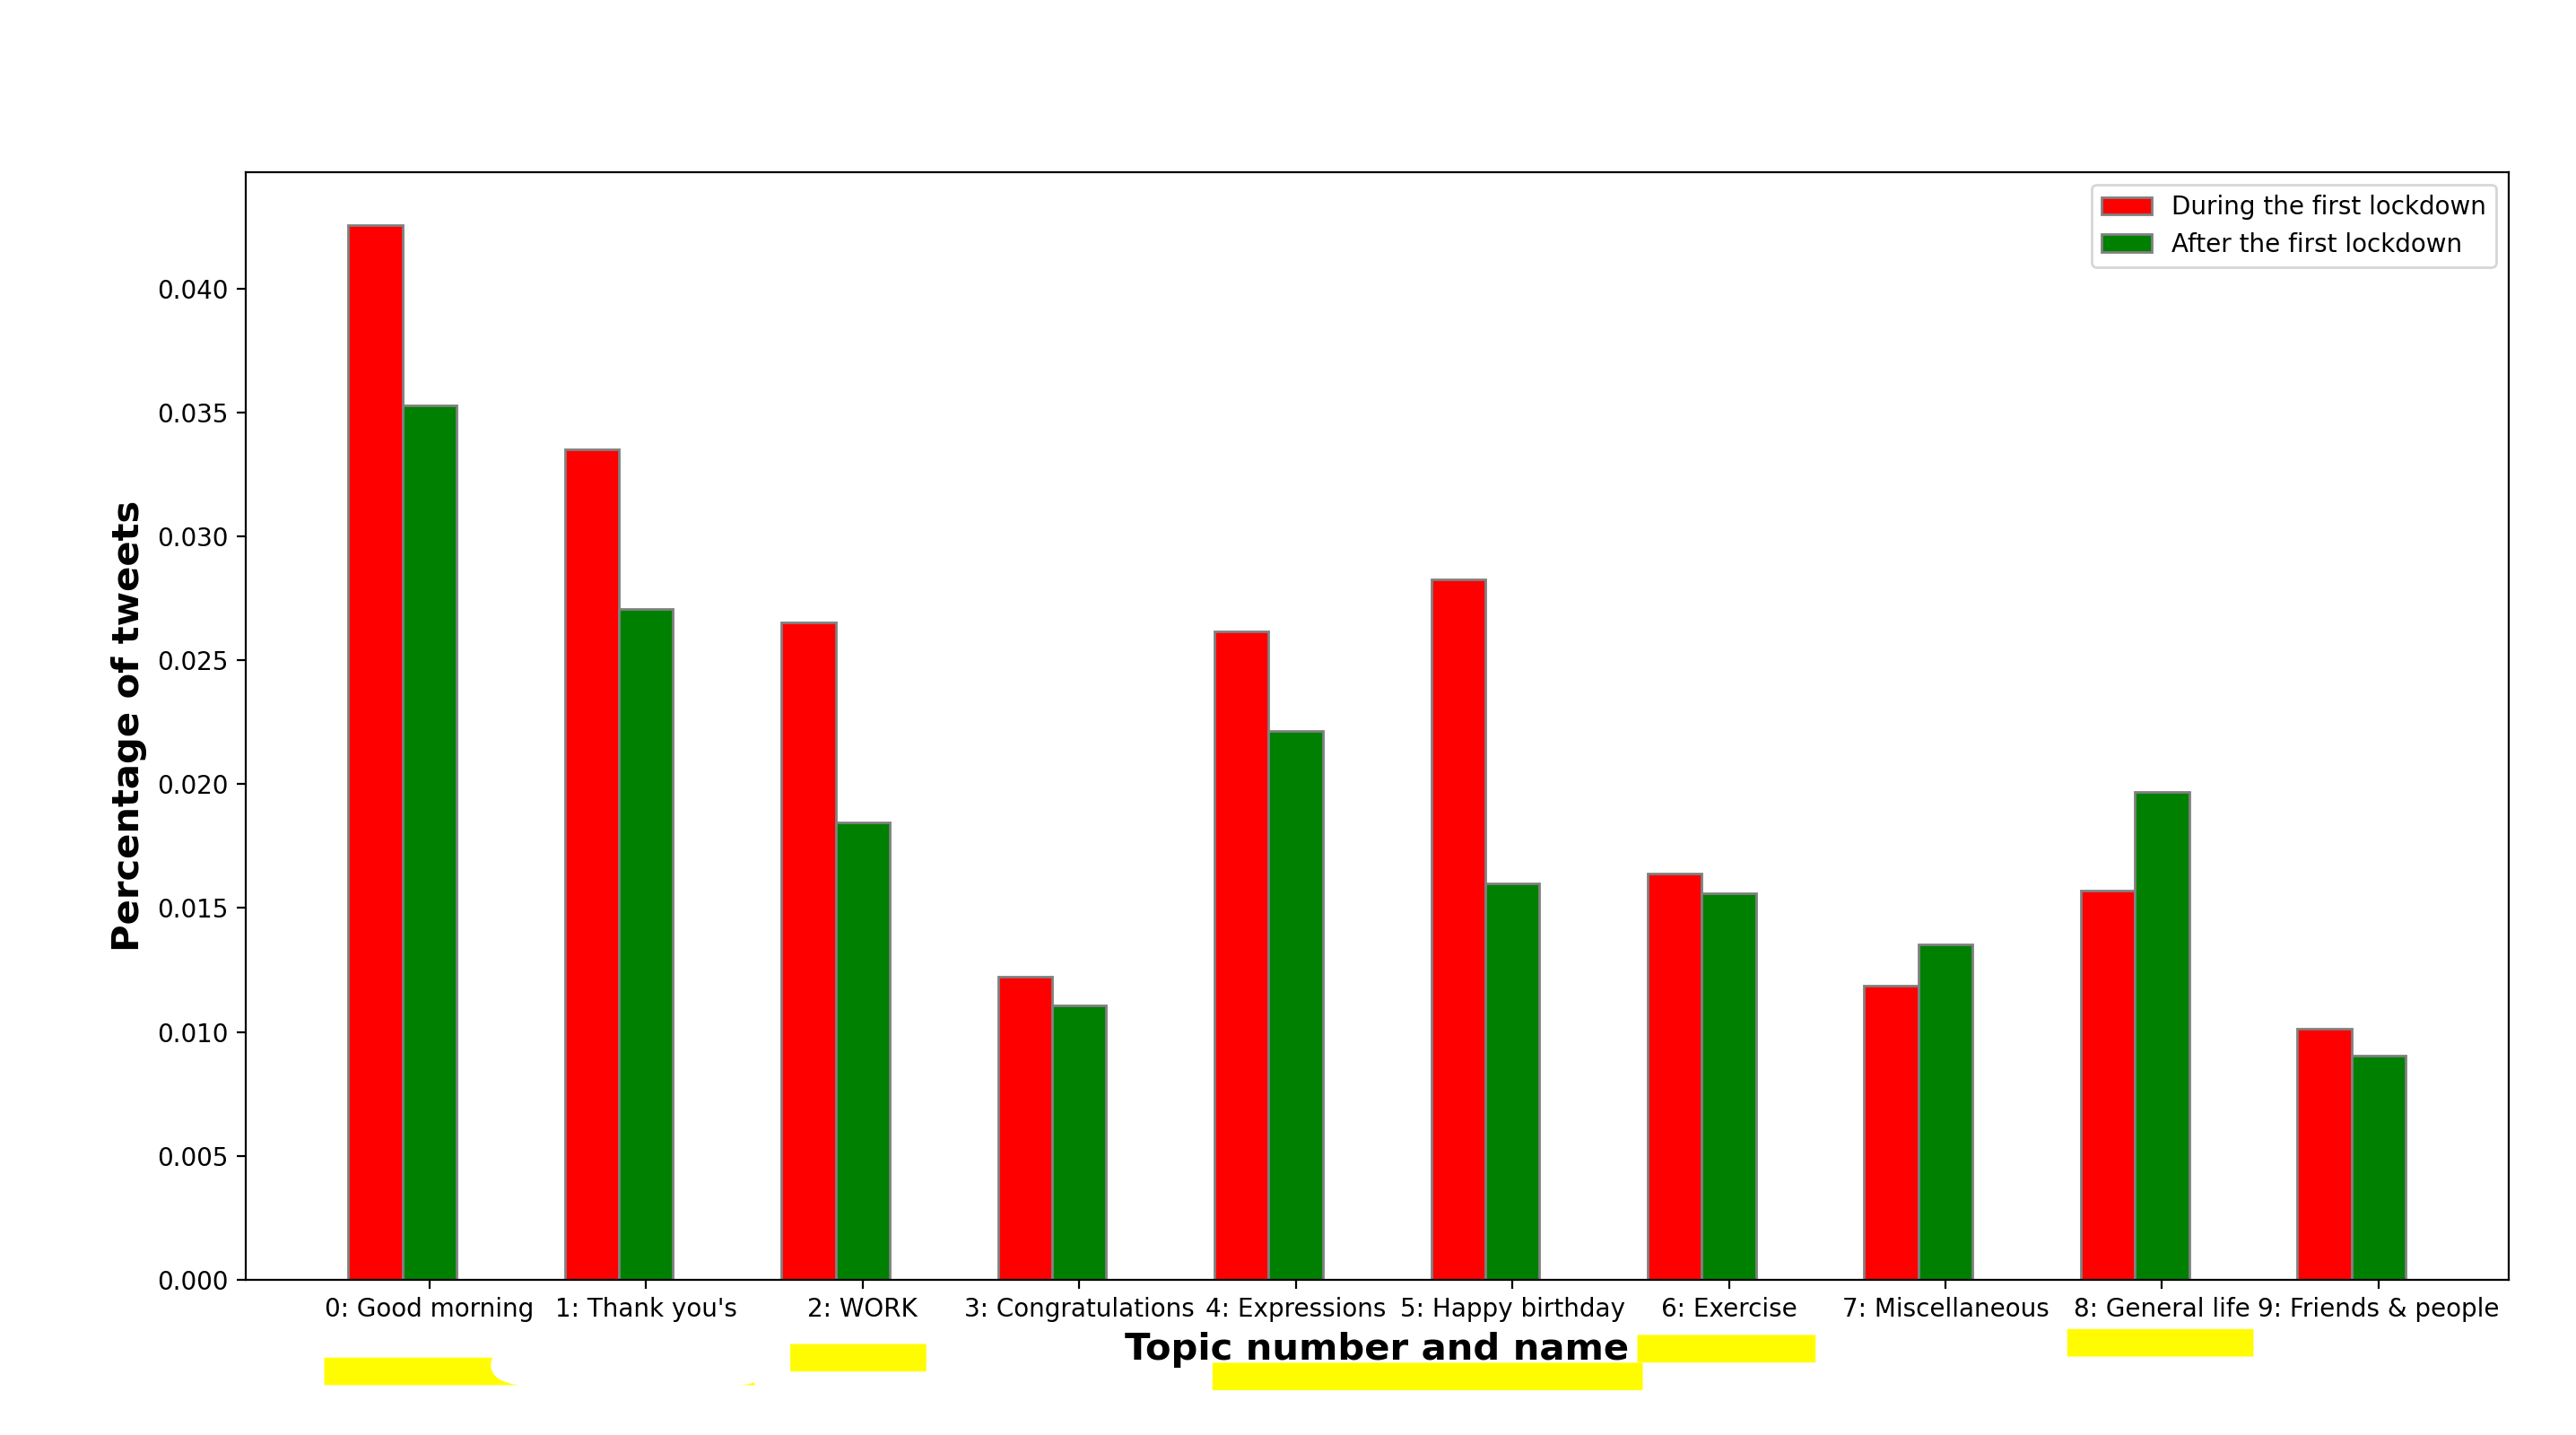 During the first lockdown
After the first lockdown
0.040
0.035
0.030
0.025
0.020
0.015
0.010
0.005
0.000
Percentage of tweets
0: Good morning 1: Thank you's 2: WORK 3: Congratulations 4: Expressions 5: Happy birthday 6: Exercise 7: Miscellaneous 8: General life 9: Friends & people
Topic number and name